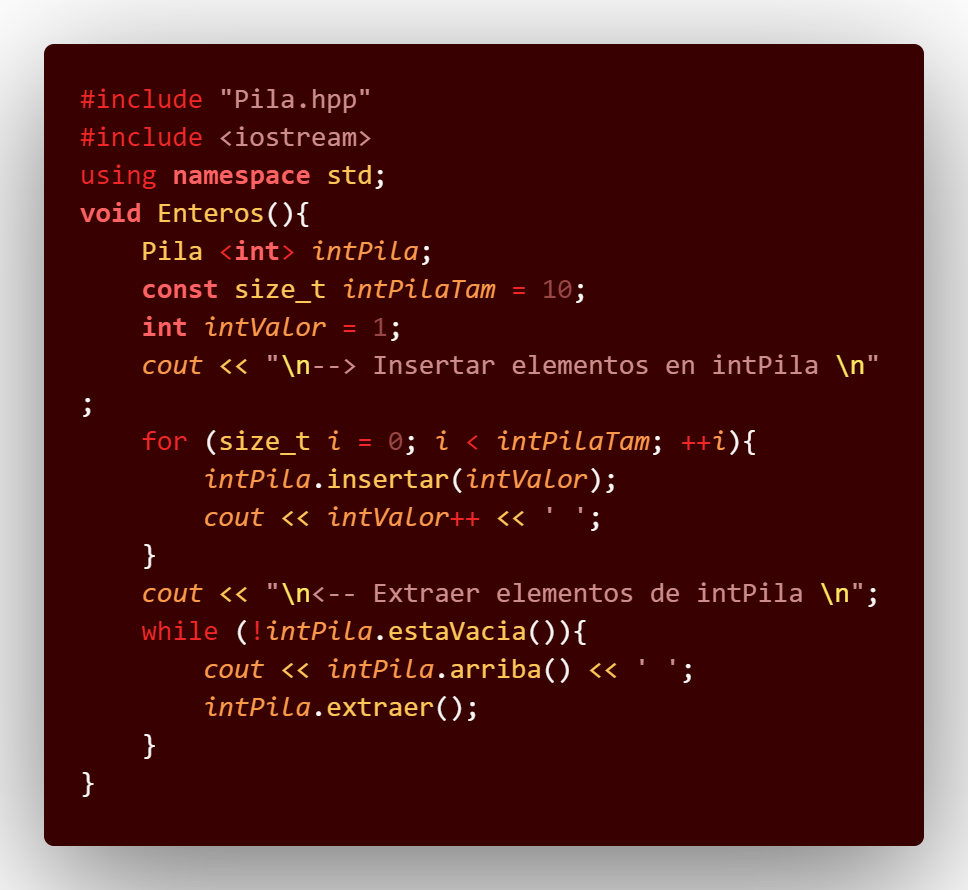 #include "Pila.hpp"
#include <iostream>
using namespace std;
void Enteros(){
    Pila <int> intPila;
    const size_t intPilaTam = 10;
    int intValor = 1;
    cout << "\n--> Insertar elementos en intPila \n"
;
    for (size_t i = 0; i < intPilaTam; ++i){
        intPila.insertar(intValor);
        cout << intValor++ << ' ';
    }
    cout << "\n<-- Extraer elementos de intPila \n";
    while (!intPila.estaVacia()){
        cout << intPila.arriba() << ' ';
        intPila.extraer();
    }
}